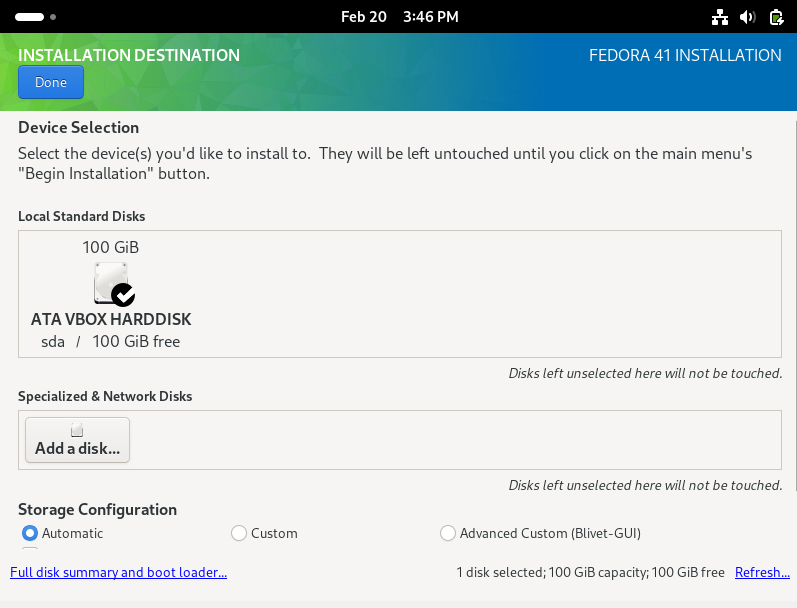 Feb 20 3:46 PM
INSTALLATION DESTINATION
FEDORA 41 INSTALLATION
Done
Device Selection
Select the device(s) you'd like to install to. They will be left untouched until you click on the main menu's
"Begin Installation" button.
Local Standard Disks
100 GiB
ATA VBOX HARDDISK
sda / 100 GiB free
Disks left unselected here will not be touched.
Specialized & Network Disks
Add a disk...
Disks left unselected here will not be touched.
Storage Configuration
Automatic Custom Advanced Custom (Blivet-GUI)
Full disk summary and boot loader... 1 disk selected; 100 GiB capacity; 100 GiB free Refresh...